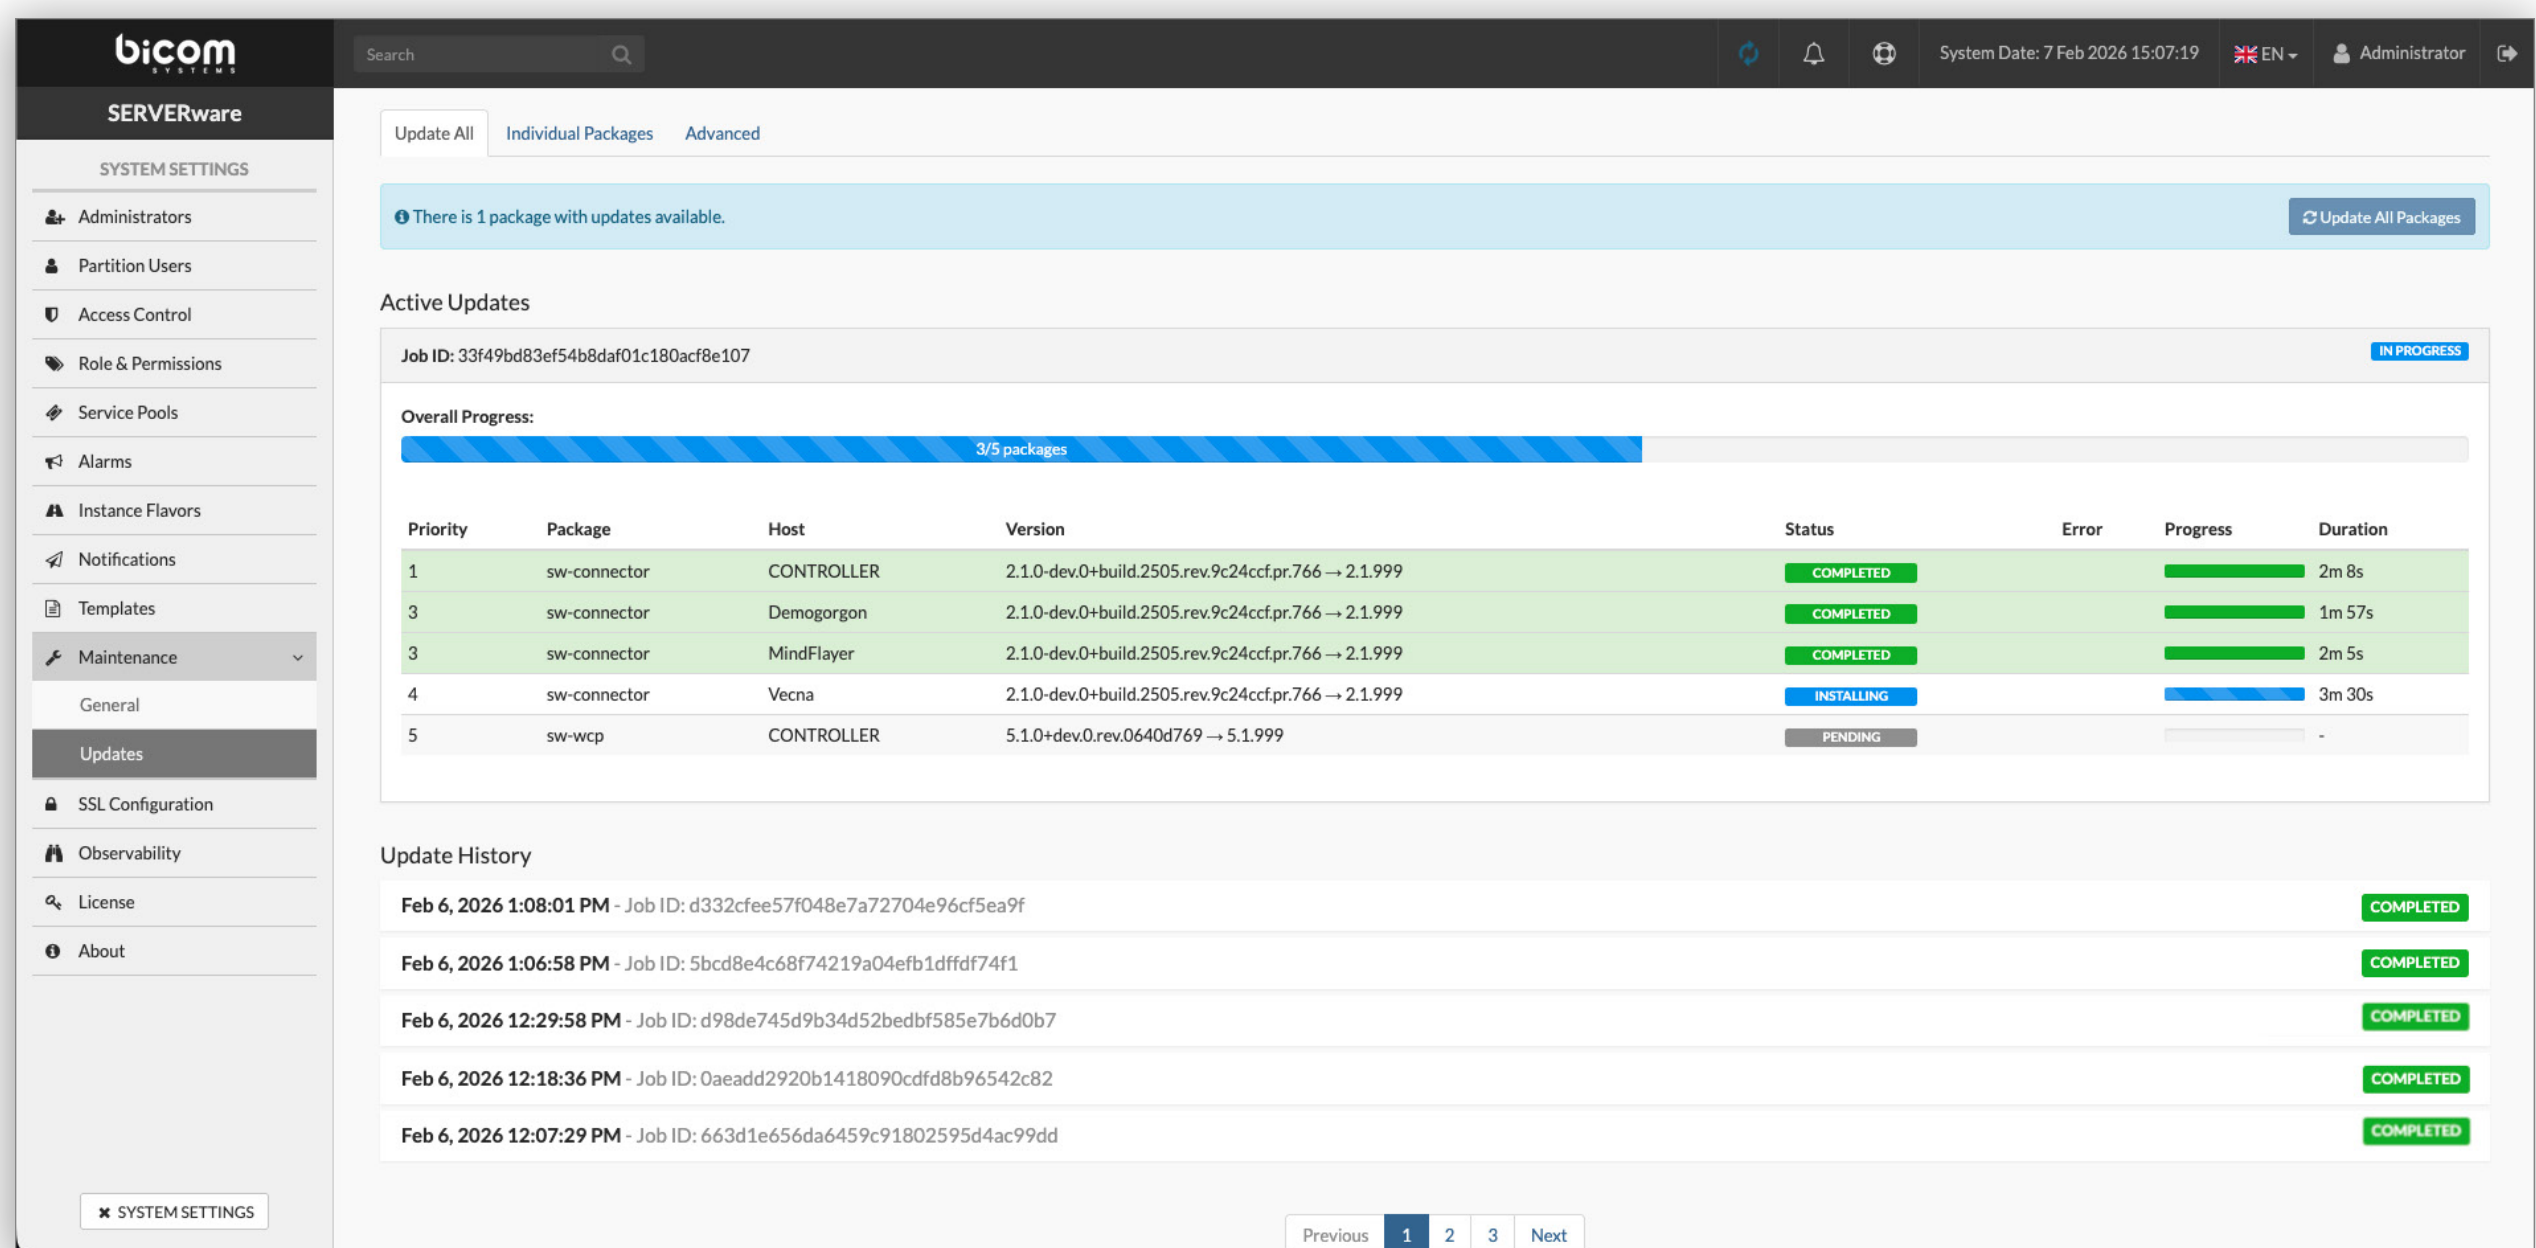 bicom
SYSTEMS
Search
System Date: 7 Feb 2026 15:07:19
EN
Administrator
SERVERware
SYSTEM SETTINGS
Administrators
Partition Users
Access Control
Role & Permissions
Service Pools
Alarms
Instance Flavors
Notifications
Templates
Maintenance
General
Updates
SSL Configuration
Observability
License
About
SYSTEM SETTINGS
Update All Individual Packages Advanced
There is 1 package with updates available. Update All Packages
Active Updates
Job ID: 33f49bd83ef54b8daf01c180acf8e107 IN PROGRESS
Overall Progress:
3/5 packages
Priority Package Host Version Status Error Progress Duration
1 sw-connector CONTROLLER 2.1.0-dev.0+build.2505.rev.9c24ccf.pr.766 → 2.1.999 COMPLETED 2m 8s
3 sw-connector Demogorgon 2.1.0-dev.0+build.2505.rev.9c24ccf.pr.766 → 2.1.999 COMPLETED 1m 57s
3 sw-connector MindFlayer 2.1.0-dev.0+build.2505.rev.9c24ccf.pr.766 → 2.1.999 COMPLETED 2m 5s
4 sw-connector Vecna 2.1.0-dev.0+build.2505.rev.9c24ccf.pr.766 → 2.1.999 INSTALLING 3m 30s
5 sw-wcp CONTROLLER 5.1.0+dev.0.rev.0640d769 → 5.1.999 PENDING -
Update History
Feb 6, 2026 1:08:01 PM - Job ID: d332cfee57f048e7a72704e96cf5ea9f COMPLETED
Feb 6, 2026 1:06:58 PM - Job ID: 5bcd8e4c68f74219a04efb1dffdf74f1 COMPLETED
Feb 6, 2026 12:29:58 PM - Job ID: d98de745d9b34d52bedbf585e7b6d0b7 COMPLETED
Feb 6, 2026 12:18:36 PM - Job ID: 0aeadd2920b1418090cdfd8b96542c82 COMPLETED
Feb 6, 2026 12:07:29 PM - Job ID: 663d1e656da6459c91802595d4ac99dd COMPLETED
Previous 1 2 3 Next